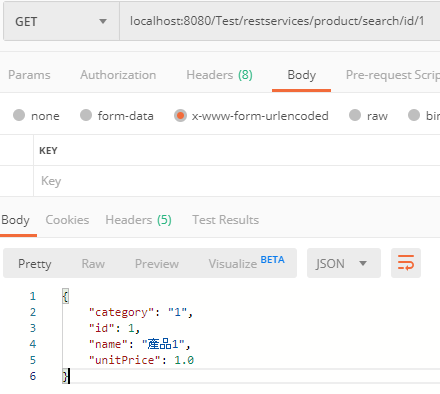 GET localhost:8080/Test/restservices/product/search/id/1
Params Authorization Headers (8) Body Pre-request Scrip
none form-data x-www-form-urlencoded raw bin
KEY
Key
Body Cookies Headers (5) Test Results
Pretty Raw Preview Visualize BETA JSON
1 {
2 "category": "1",
3 "id": 1,
4 "name": "產品1",
5 "unitPrice": 1.0
6 }